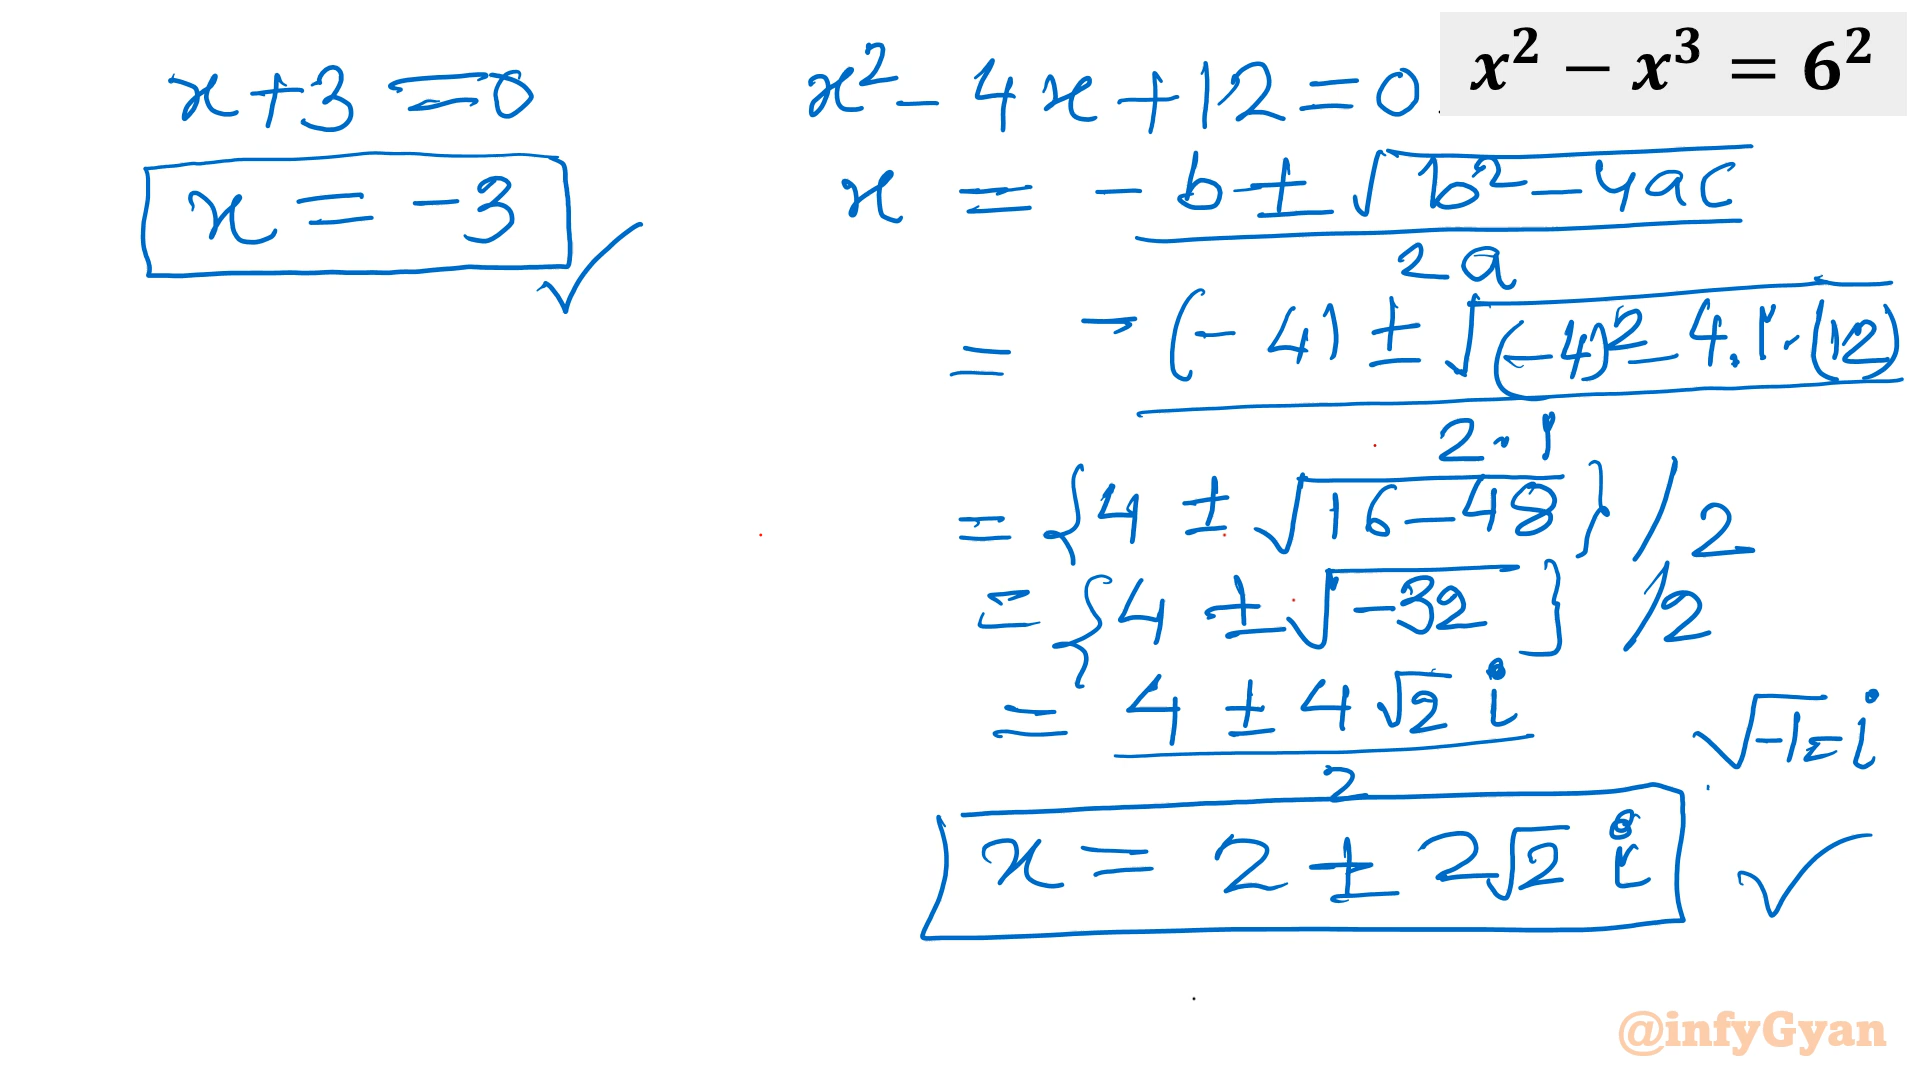 x² − x³ = 6²
x + 3 = 0
x = −3
x² − 4x + 12 = 0
x = −b ± √(b² − 4ac)
2a
= −(−4) ± √((−4)² − 4.1.(12))
2.1
= {4 ± √(16 − 48)} / 2
= {4 ± √(−32)} / 2
= 4 ± 4√2 i
2
√−1 = i
x = 2 ± 2√2 i
@infyGyan